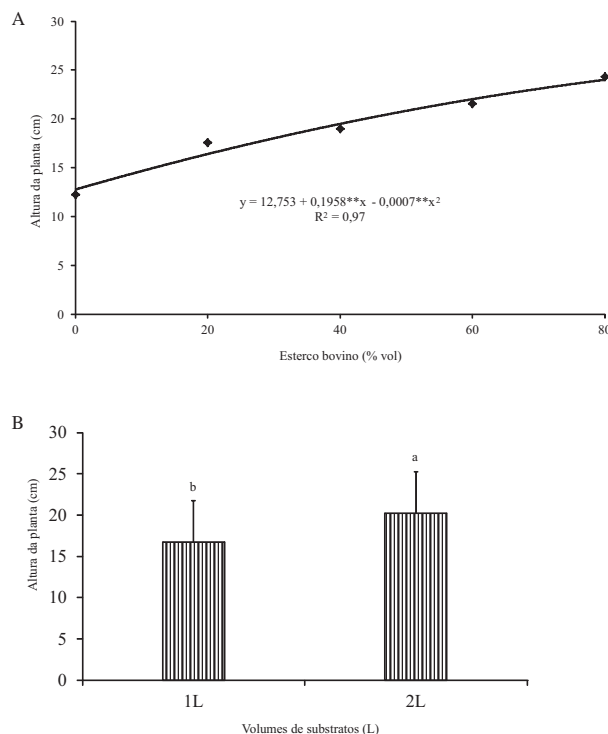 A
Altura da planta (cm)
30
25
20
15
10
5
0
y = 12,753 + 0,1958**x - 0,0007**x²
R² = 0,97
0 20 40 60 80
Esterco bovino (% vol)
B
Altura da planta (cm)
30
25
20
15
10
5
0
b
a
1L 2L
Volumes de substratos (L)